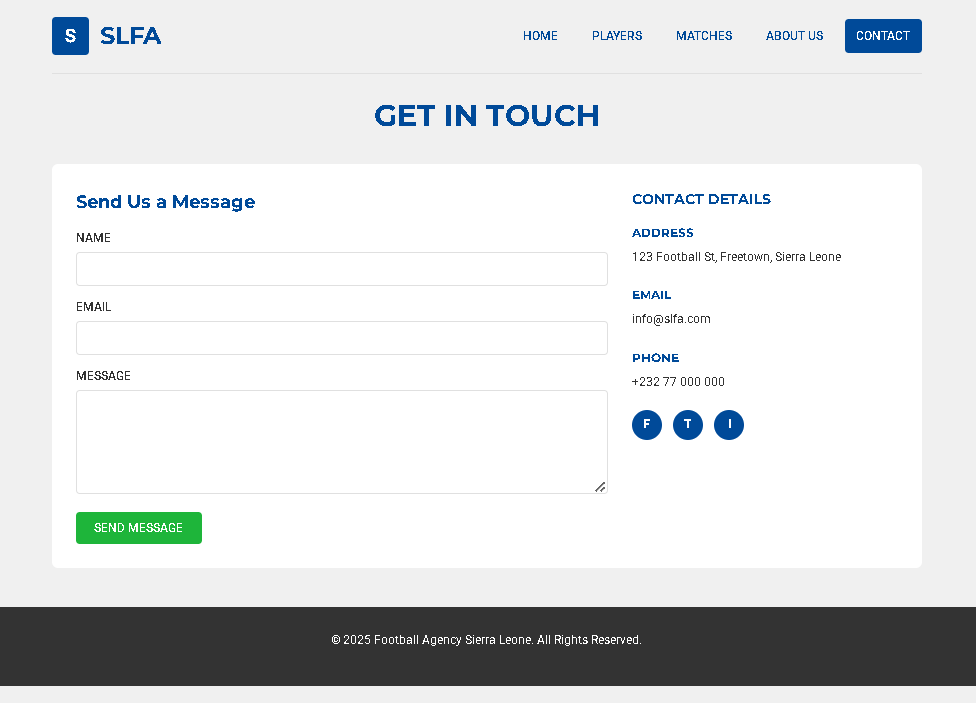 S SLFA
HOME PLAYERS MATCHES ABOUT US CONTACT
GET IN TOUCH
Send Us a Message
NAME
EMAIL
MESSAGE
SEND MESSAGE
CONTACT DETAILS
ADDRESS
123 Football St, Freetown, Sierra Leone
EMAIL
info@slfa.com
PHONE
+232 77 000 000
F T I
© 2025 Football Agency Sierra Leone. All Rights Reserved.